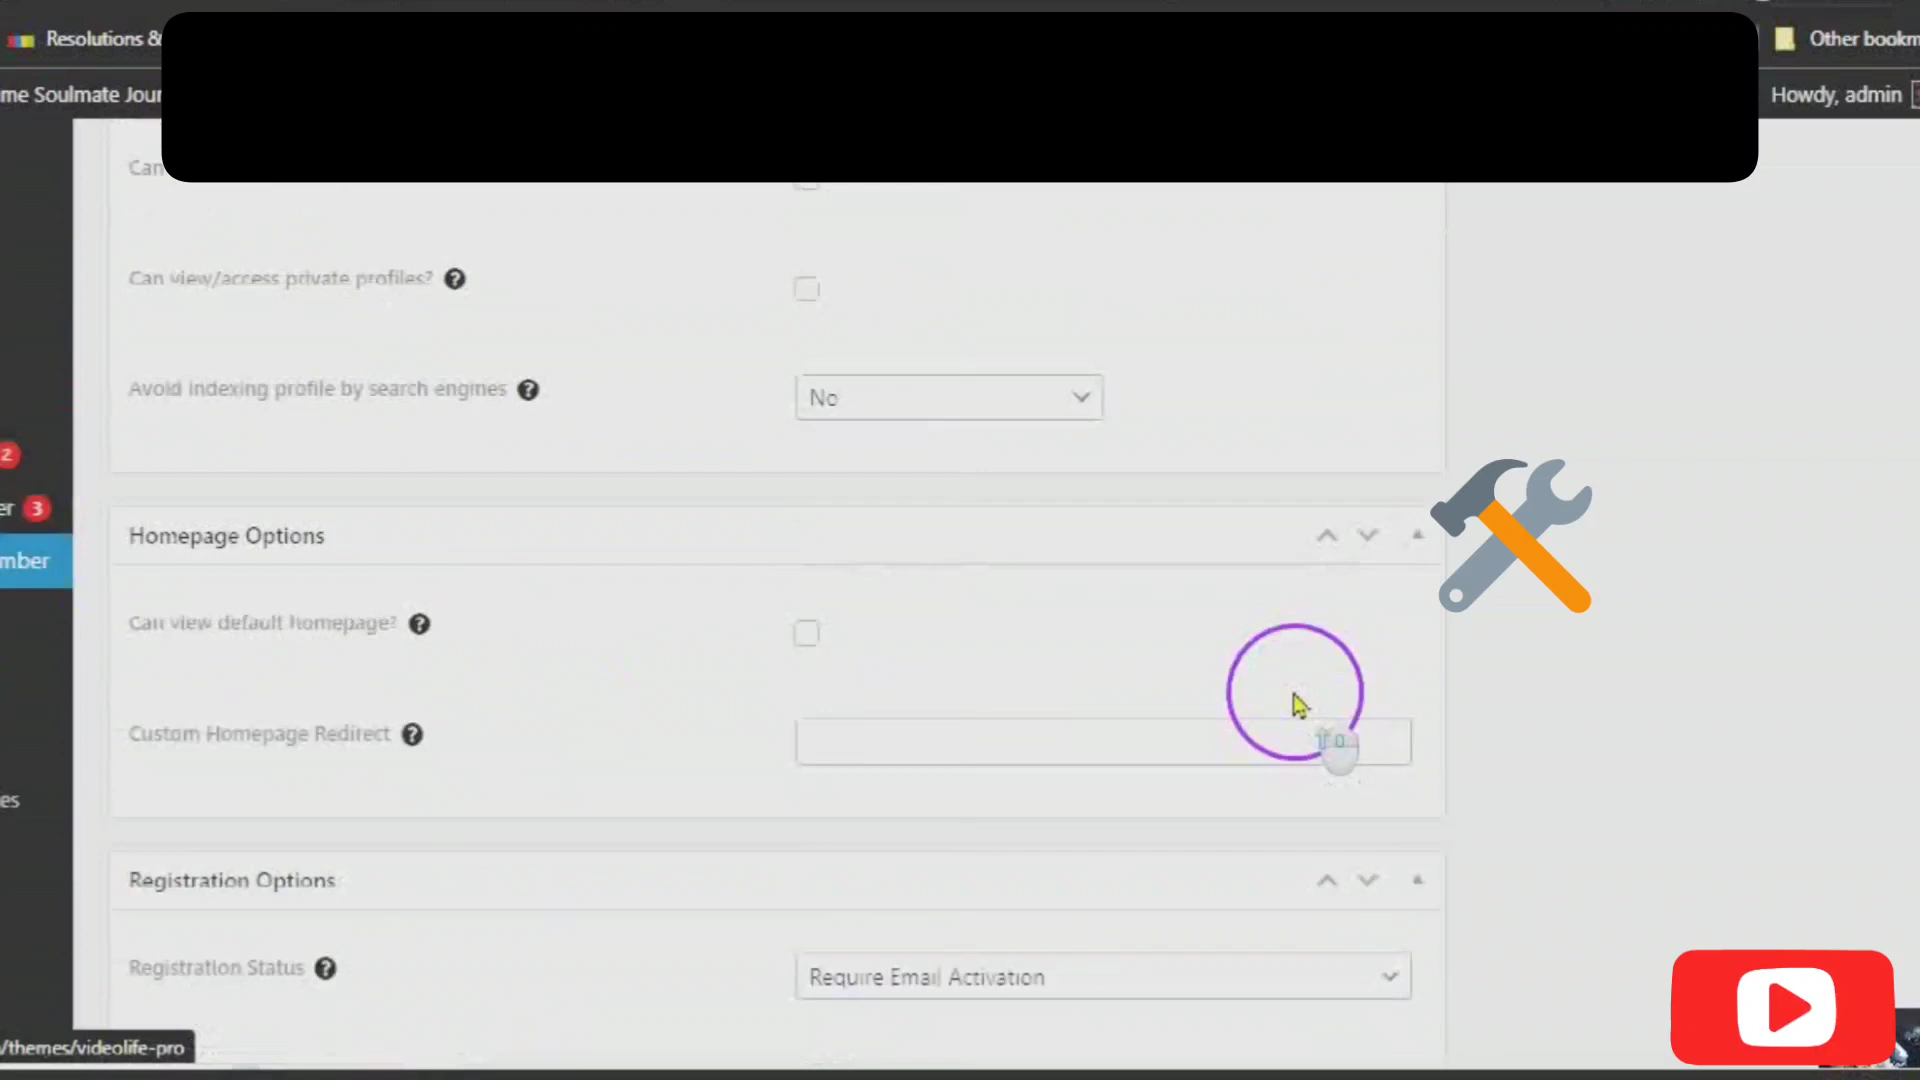 Resolutions &
Other bookm
me Soulmate Jour
Howdy, admin
Can
Can view/access private profiles?
Avoid indexing profile by search engines
No
2
er 3
Homepage Options
mber
Can view default homepage?
Custom Homepage Redirect
es
Registration Options
Registration Status
Require Email Activation
/themes/videolife-pro